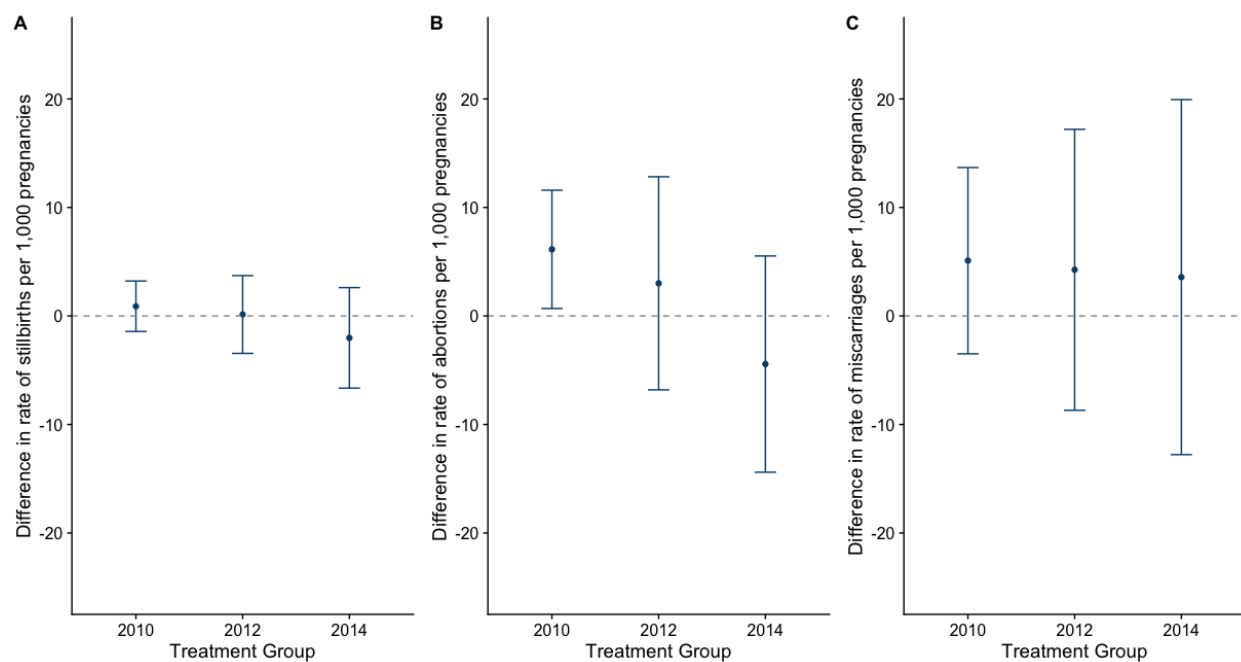 A
Difference in rate of stillbirths per 1,000 pregnancies
20
10
0
-10
-20
2010 2012 2014
Treatment Group
B
Difference in rate of abortions per 1,000 pregnancies
20
10
0
-10
-20
2010 2012 2014
Treatment Group
C
Difference in rate of miscarriages per 1,000 pregnancies
20
10
0
-10
-20
2010 2012 2014
Treatment Group